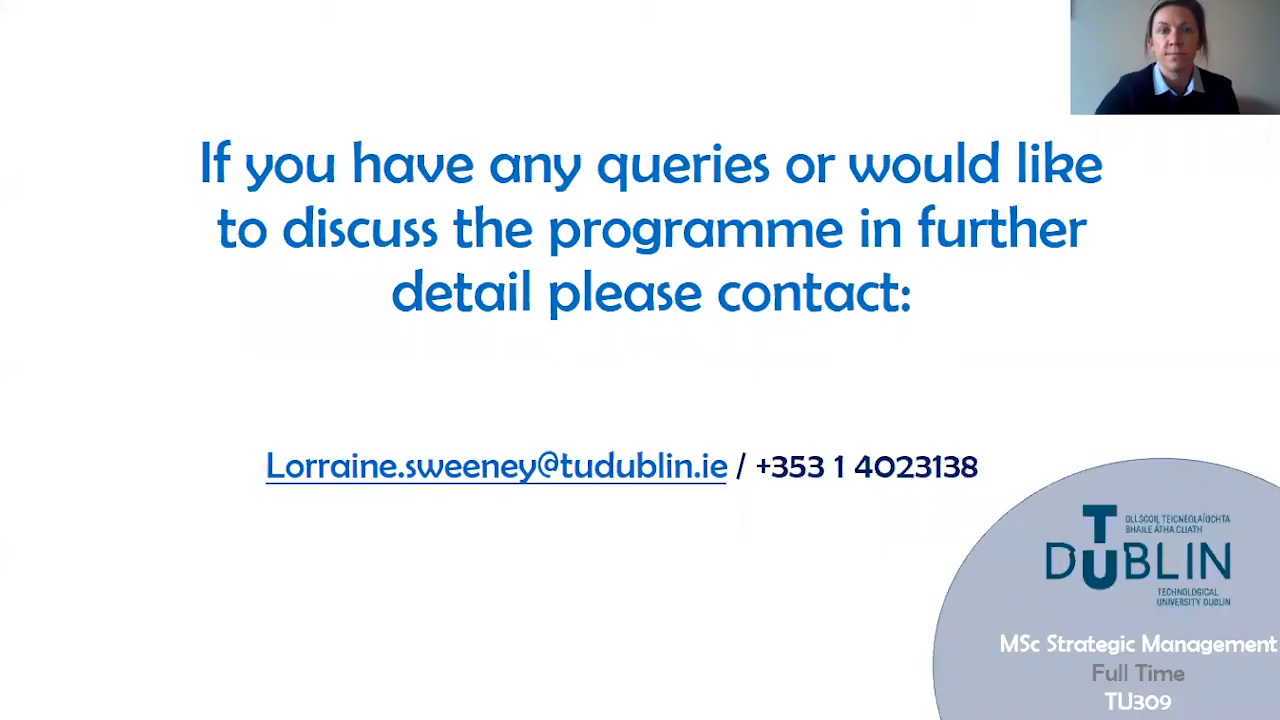 If you have any queries or would like
to discuss the programme in further
detail please contact:
Lorraine.sweeney@tudublin.ie / +353 1 4023138
OLLSCOIL TEICNEOLAÍOCHTA
BHAILE ÁTHA CLIATH
TU DUBLIN
TECHNOLOGICAL
UNIVERSITY DUBLIN
MSc Strategic Management
Full Time
TU309